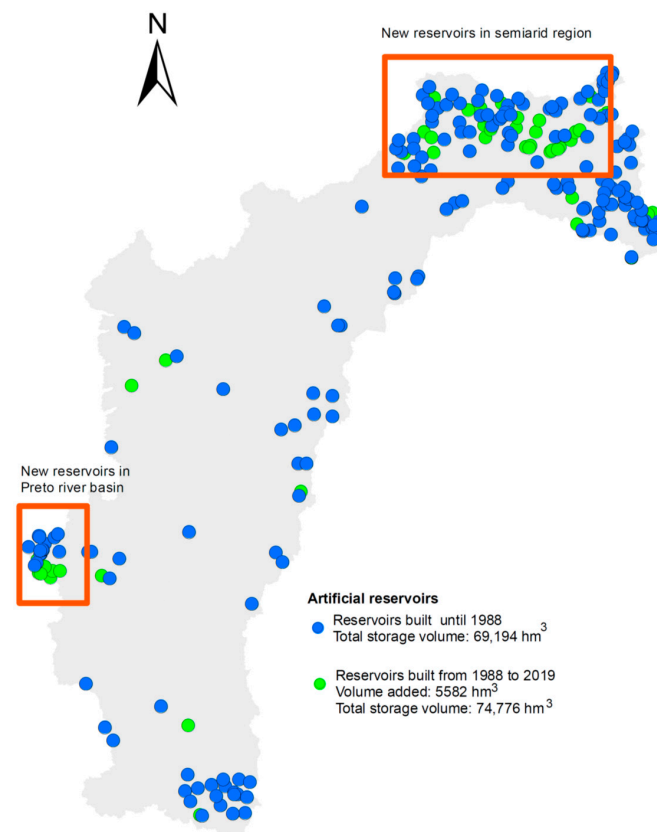 N
New reservoirs in semiarid region
New reservoirs in
Preto river basin
Artificial reservoirs
Reservoirs built until 1988
Total storage volume: 69,194 hm³
Reservoirs built from 1988 to 2019
Volume added: 5582 hm³
Total storage volume: 74,776 hm³